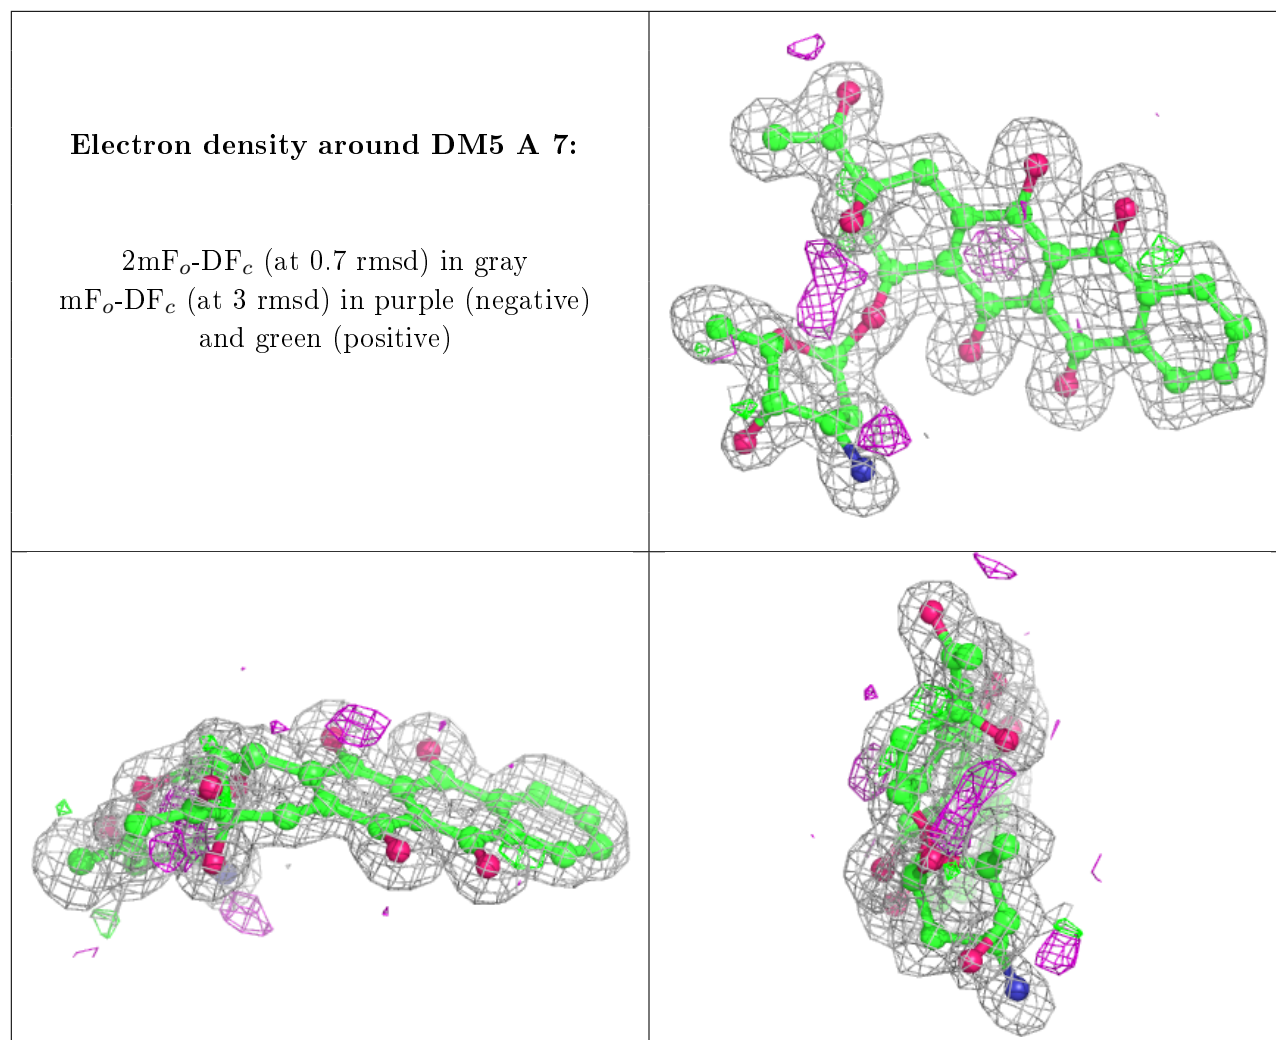 Electron density around DM5 A 7:
2mFₒ-DF𝒸 (at 0.7 rmsd) in gray
mFₒ-DF𝒸 (at 3 rmsd) in purple (negative)
and green (positive)